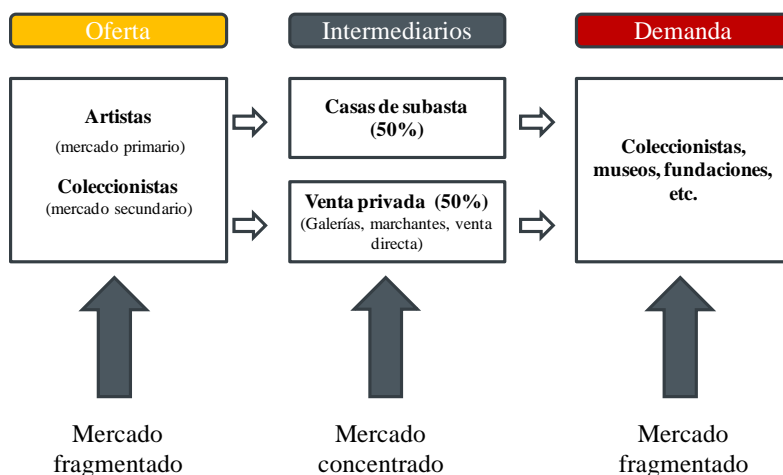 Oferta
Intermediarios
Demanda
Artistas
(mercado primario)
Coleccionistas
(mercado secundario)
Casas de subasta
(50%)
Venta privada (50%)
(Galerías, marchantes, venta
directa)
Coleccionistas,
museos, fundaciones,
etc.
Mercado
fragmentado
Mercado
concentrado
Mercado
fragmentado